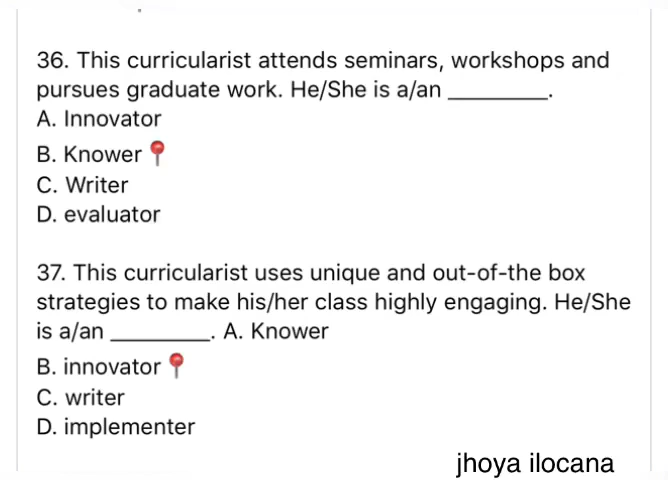 36. This curricularist attends seminars, workshops and
pursues graduate work. He/She is a/an __________.
A. Innovator
B. Knower 📍
C. Writer
D. evaluator
37. This curricularist uses unique and out-of-the box
strategies to make his/her class highly engaging. He/She
is a/an __________. A. Knower
B. innovator 📍
C. writer
D. implementer
jhoya ilocana